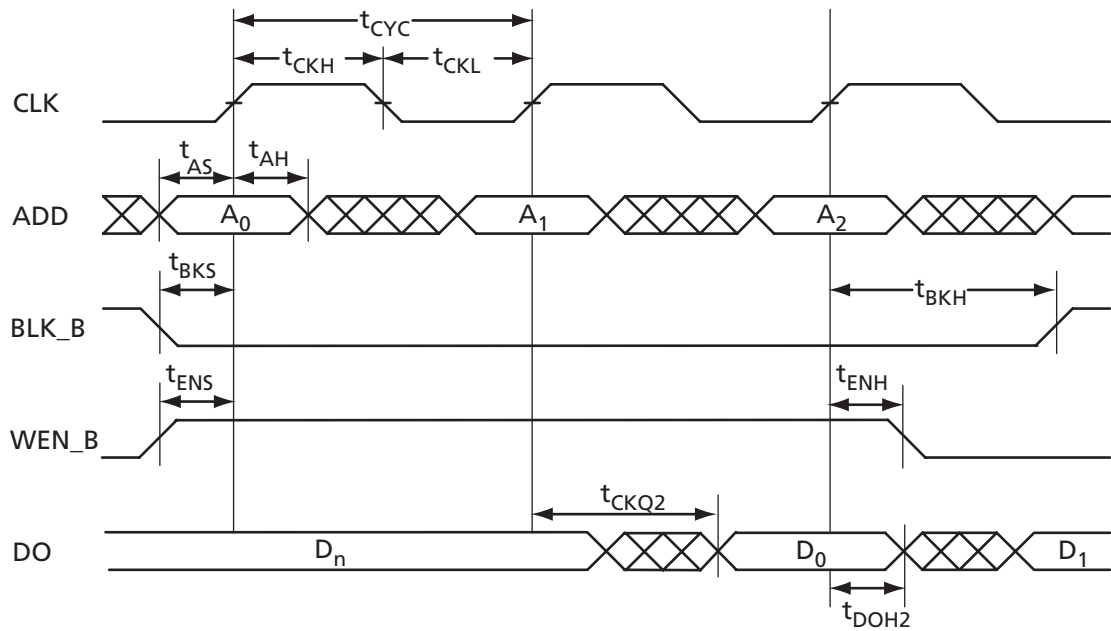 tCYC
tCKH tCKL
CLK
tAS tAH
ADD A0 A1 A2
tBKS tBKH
BLK_B
tENS tENH
WEN_B
tCKQ2
DO Dn D0 D1
tDOH2